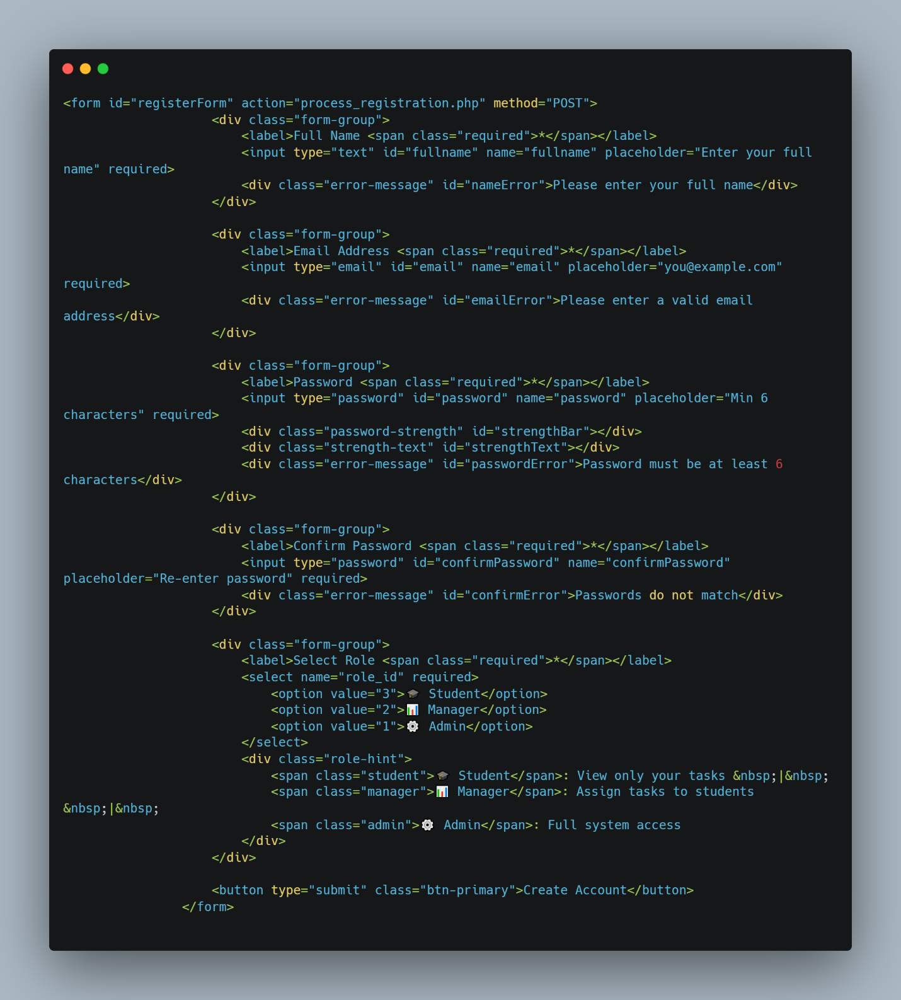 <form id="registerForm" action="process_registration.php" method="POST">
<div class="form-group">
<label>Full Name <span class="required">*</span></label>
<input type="text" id="fullname" name="fullname" placeholder="Enter your full
name" required>
<div class="error-message" id="nameError">Please enter your full name</div>
</div>
<div class="form-group">
<label>Email Address <span class="required">*</span></label>
<input type="email" id="email" name="email" placeholder="you@example.com"
required>
<div class="error-message" id="emailError">Please enter a valid email
address</div>
</div>
<div class="form-group">
<label>Password <span class="required">*</span></label>
<input type="password" id="password" name="password" placeholder="Min 6
characters" required>
<div class="password-strength" id="strengthBar"></div>
<div class="strength-text" id="strengthText"></div>
<div class="error-message" id="passwordError">Password must be at least 6
characters</div>
</div>
<div class="form-group">
<label>Confirm Password <span class="required">*</span></label>
<input type="password" id="confirmPassword" name="confirmPassword"
placeholder="Re-enter password" required>
<div class="error-message" id="confirmError">Passwords do not match</div>
</div>
<div class="form-group">
<label>Select Role <span class="required">*</span></label>
<select name="role_id" required>
<option value="3">🎓 Student</option>
<option value="2">📊 Manager</option>
<option value="1">⚙️ Admin</option>
</select>
<div class="role-hint">
<span class="student">🎓 Student</span>: View only your tasks &nbsp;|&nbsp;
<span class="manager">📊 Manager</span>: Assign tasks to students
&nbsp;|&nbsp;
<span class="admin">⚙️ Admin</span>: Full system access
</div>
</div>
<button type="submit" class="btn-primary">Create Account</button>
</form>